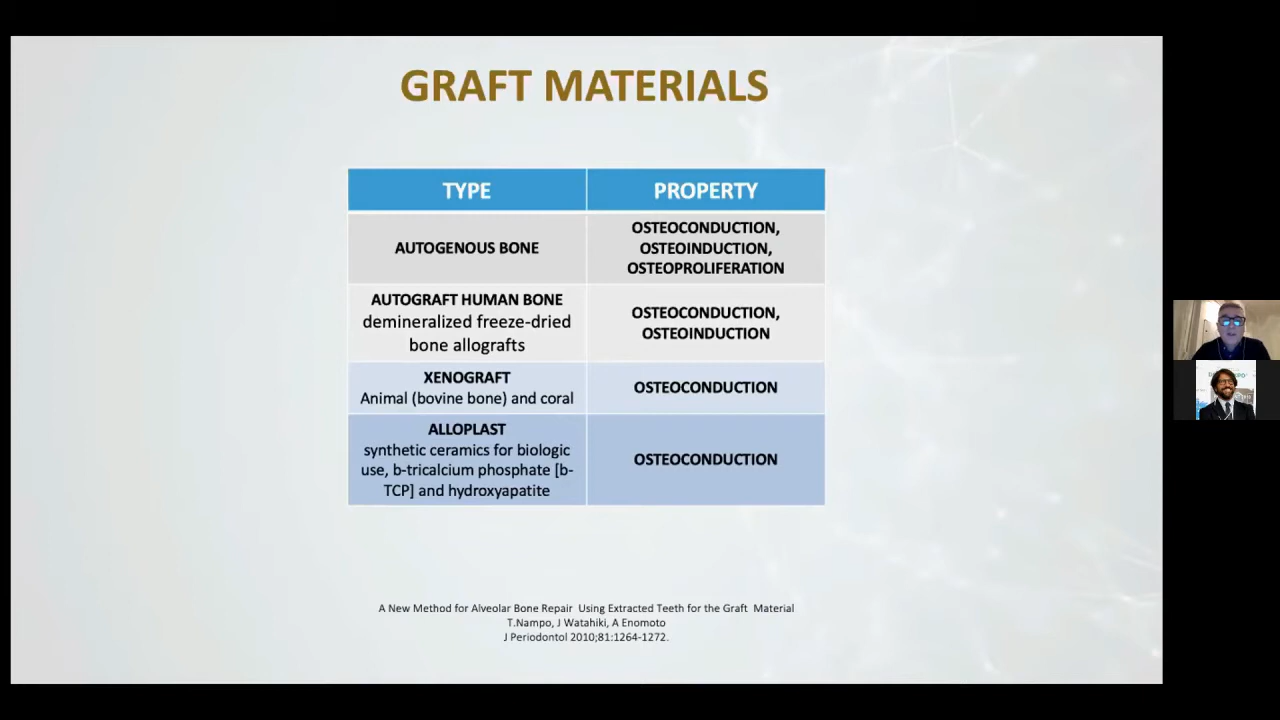 GRAFT MATERIALS
TYPE
PROPERTY
AUTOGENOUS BONE
OSTEOCONDUCTION,
OSTEOINDUCTION,
OSTEOPROLIFERATION
AUTOGRAFT HUMAN BONE
demineralized freeze-dried
bone allografts
OSTEOCONDUCTION,
OSTEOINDUCTION
XENOGRAFT
Animal (bovine bone) and coral
OSTEOCONDUCTION
ALLOPLAST
synthetic ceramics for biologic
use, b-tricalcium phosphate [b-
TCP] and hydroxyapatite
OSTEOCONDUCTION
A New Method for Alveolar Bone Repair Using Extracted Teeth for the Graft Material
T.Nampo, J Watahiki, A Enomoto
J Periodontol 2010;81:1264-1272.